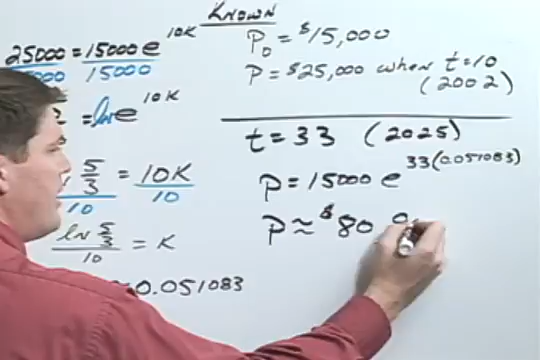 25000 = 15000 e 10K
15000
= ln e 10K
5/3 = 10K
10 10
ln 5/3 = K
10
0.051083
KNOWN
P0 = $15,000
P = $25,000 when t=10
(2002)
t = 33 (2025)
P = 15000 e 33(0.051083)
P ≈ $80